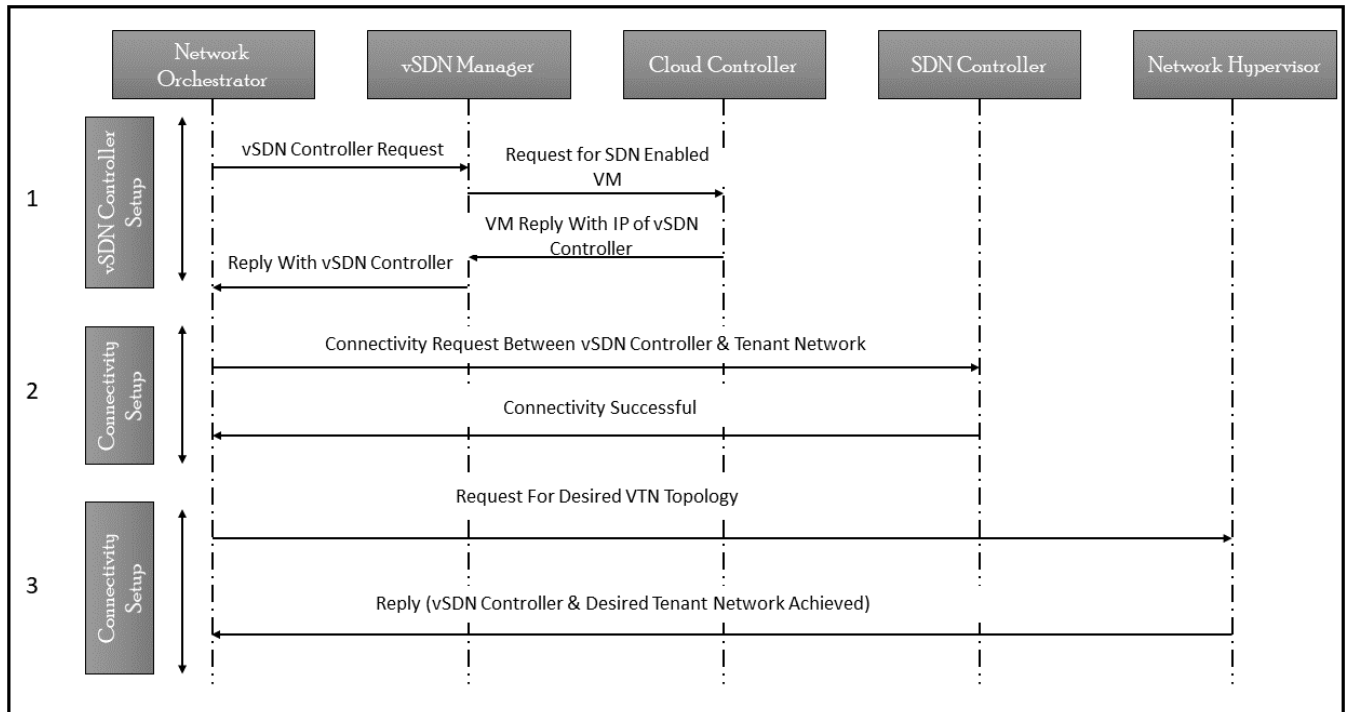 Network
Orchestrator
vSDN Manager
Cloud Controller
SDN Controller
Network Hypervisor
1
vSDN Controller
Setup
vSDN Controller Request
Request for SDN Enabled
VM
VM Reply With IP of vSDN
Controller
Reply With vSDN Controller
2
Connectivity
Setup
Connectivity Request Between vSDN Controller & Tenant Network
Connectivity Successful
3
Connectivity
Setup
Request For Desired VTN Topology
Reply (vSDN Controller & Desired Tenant Network Achieved)